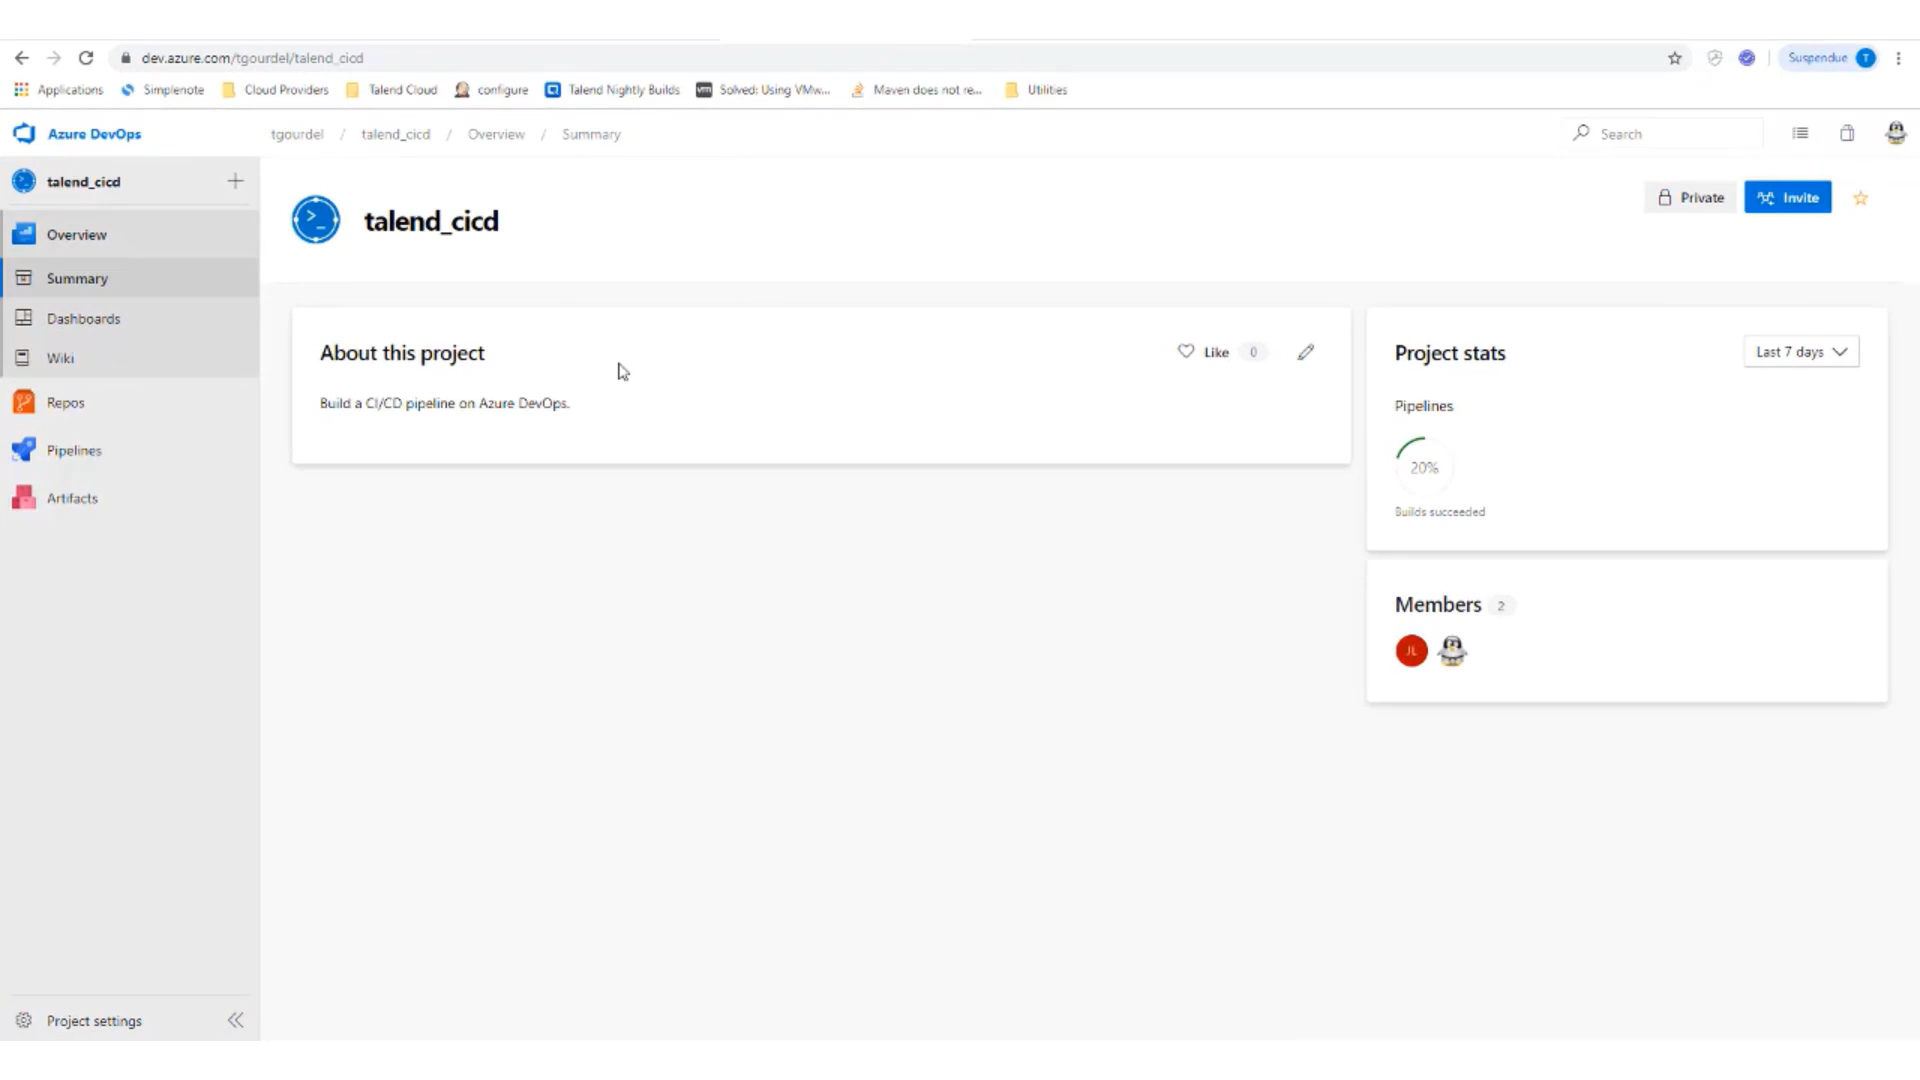 dev.azure.com/tgourdel/talend_cicd
Suspendue T
Applications Simplenote Cloud Providers Talend Cloud configure Talend Nightly Builds vm Solved: Using VMw... Maven does not re... Utilities
Azure DevOps
tgourdel / talend_cicd / Overview / Summary
Search
talend_cicd
Overview
Summary
Dashboards
Wiki
Repos
Pipelines
Artifacts
Project settings
talend_cicd
Private
Invite
About this project
Like 0
Build a CI/CD pipeline on Azure DevOps.
Project stats
Last 7 days
Pipelines
20%
Builds succeeded
Members 2
JL